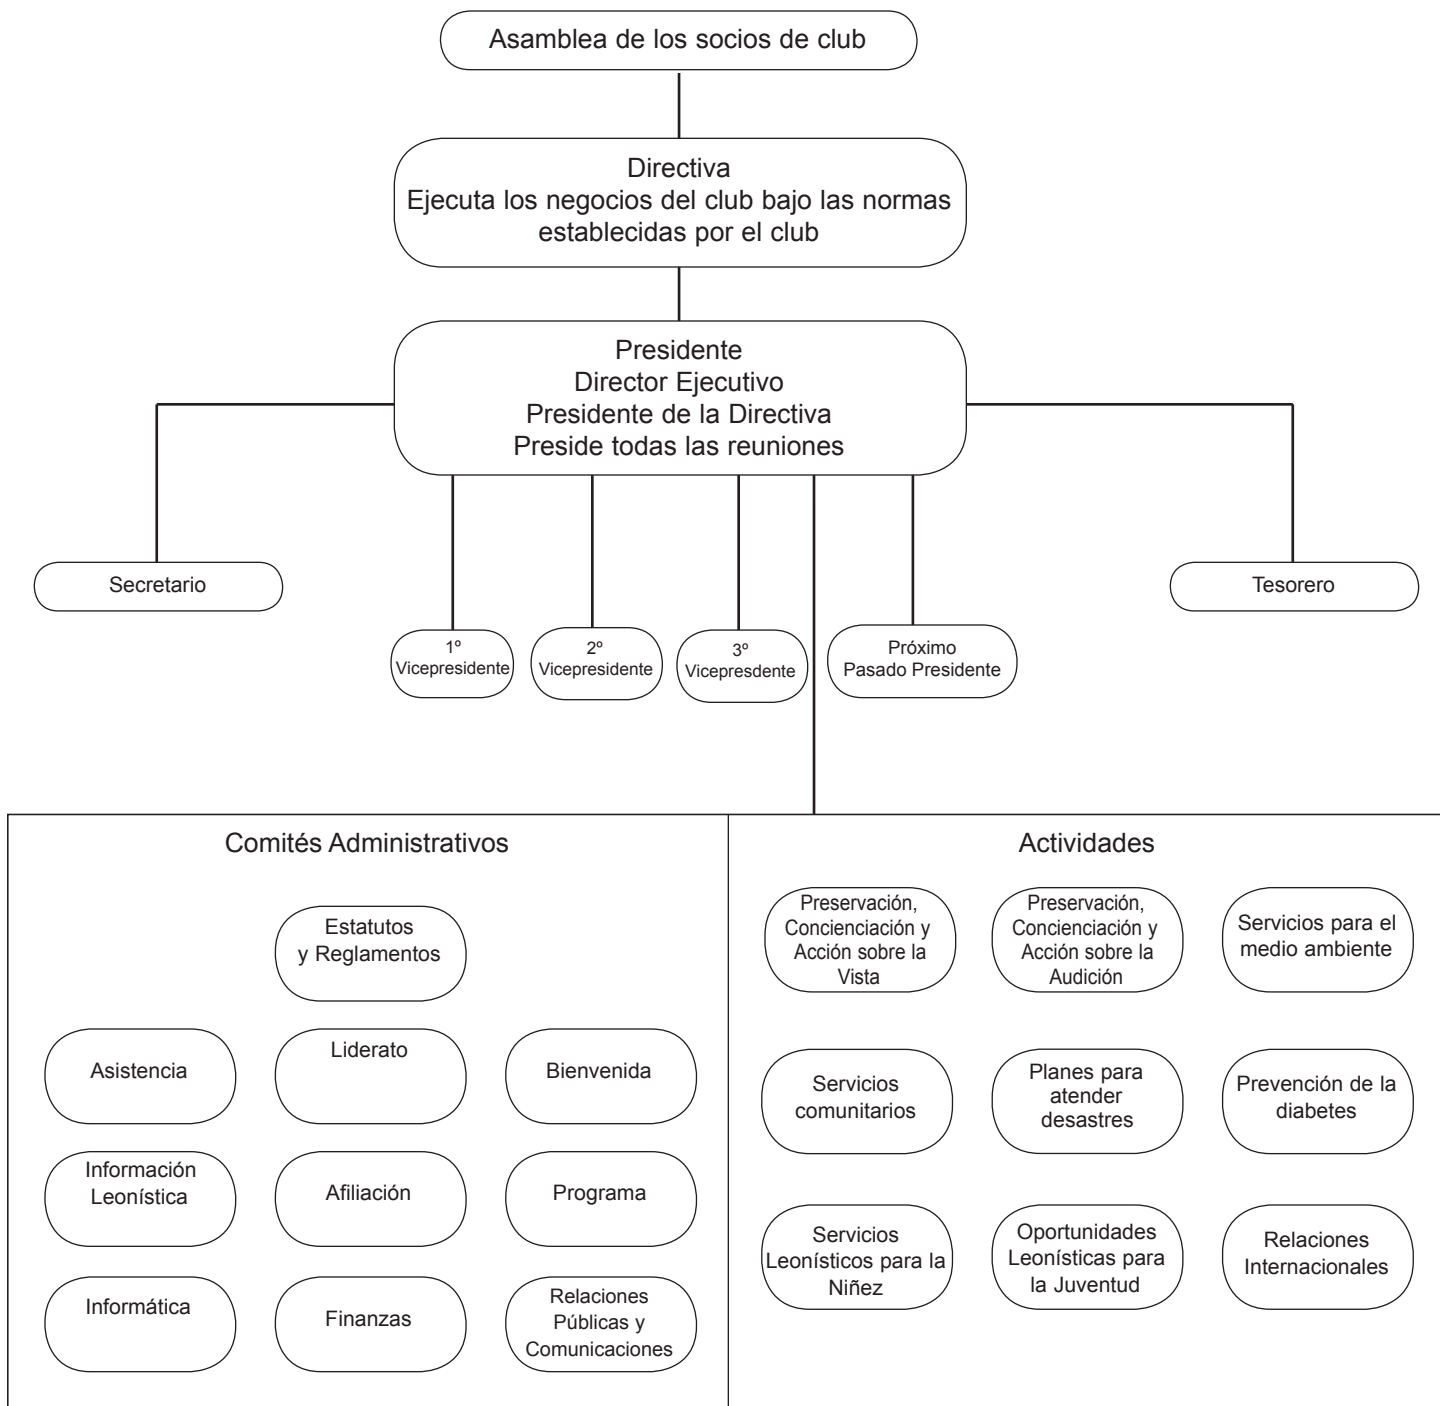 Asamblea de los socios de club
Directiva
Ejecuta los negocios del club bajo las normas
establecidas por el club
Presidente
Director Ejecutivo
Presidente de la Directiva
Preside todas las reuniones
Secretario
Tesorero
1º
Vicepresidente
2º
Vicepresidente
3º
Vicepresdente
Próximo
Pasado Presidente
Comités Administrativos
Estatutos
y Reglamentos
Asistencia
Liderato
Bienvenida
Información
Leonística
Afiliación
Programa
Informática
Finanzas
Relaciones
Públicas y
Comunicaciones
Actividades
Preservación,
Concienciación y
Acción sobre la
Vista
Preservación,
Concienciación y
Acción sobre la
Audición
Servicios para el
medio ambiente
Servicios
comunitarios
Planes para
atender
desastres
Prevención de la
diabetes
Servicios
Leonísticos para la
Niñez
Oportunidades
Leonísticas para
la Juventud
Relaciones
Internacionales